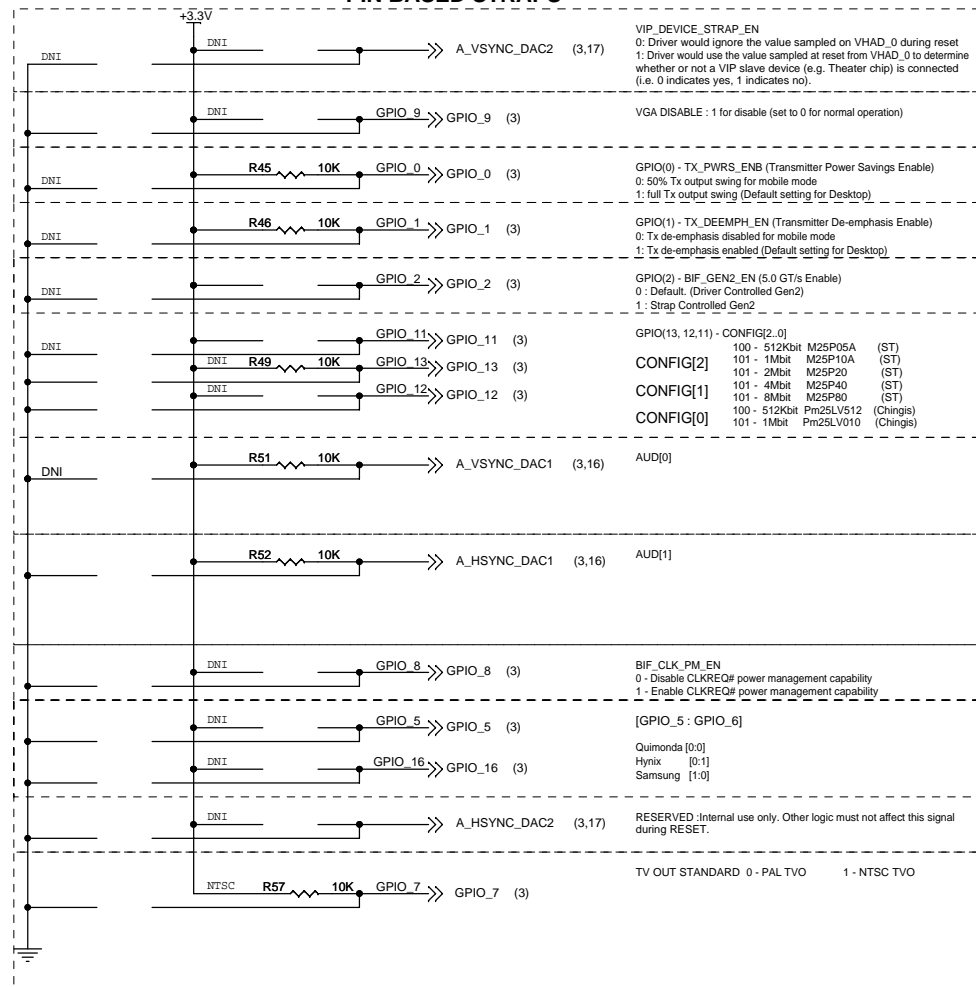 PIN BASED STRAPS
+3.3V
DNI
DNI
A_VSYNC_DAC2 (3,17)
VIP_DEVICE_STRAP_EN
0: Driver would ignore the value sampled on VHAD_0 during reset
1: Driver would use the value sampled at reset from VHAD_0 to determine
whether or not a VIP slave device (e.g. Theater chip) is connected
(i.e. 0 indicates yes, 1 indicates no).
DNI
GPIO_9
GPIO_9 (3)
VGA DISABLE : 1 for disable (set to 0 for normal operation)
DNI
R45 10K
GPIO_0
GPIO_0 (3)
GPIO(0) - TX_PWRS_ENB (Transmitter Power Savings Enable)
0: 50% Tx output swing for mobile mode
1: full Tx output swing (Default setting for Desktop)
DNI
R46 10K
GPIO_1
GPIO_1 (3)
GPIO(1) - TX_DEEMPH_EN (Transmitter De-emphasis Enable)
0: Tx de-emphasis disabled for mobile mode
1: Tx de-emphasis enabled (Default setting for Desktop)
DNI
GPIO_2
GPIO_2 (3)
GPIO(2) - BIF_GEN2_EN (5.0 GT/s Enable)
0 : Default. (Driver Controlled Gen2)
1 : Strap Controlled Gen2
DNI
GPIO_11
GPIO_11 (3)
DNI
R49 10K
GPIO_13
GPIO_13 (3)
DNI
GPIO_12
GPIO_12 (3)
GPIO(13, 12,11) - CONFIG[2..0]
CONFIG[2]
CONFIG[1]
CONFIG[0]
100 - 512Kbit M25P05A (ST)
101 - 1Mbit M25P10A (ST)
101 - 2Mbit M25P20 (ST)
101 - 4Mbit M25P40 (ST)
101 - 8Mbit M25P80 (ST)
100 - 512Kbit Pm25LV512 (Chingis)
101 - 1Mbit Pm25LV010 (Chingis)
DNI
R51 10K
A_VSYNC_DAC1 (3,16)
AUD[0]
R52 10K
A_HSYNC_DAC1 (3,16)
AUD[1]
DNI
GPIO_8
GPIO_8 (3)
BIF_CLK_PM_EN
0 - Disable CLKREQ# power management capability
1 - Enable CLKREQ# power management capability
DNI
GPIO_5
GPIO_5 (3)
DNI
GPIO_16
GPIO_16 (3)
[GPIO_5 : GPIO_6]
Quimonda [0:0]
Hynix [0:1]
Samsung [1:0]
DNI
A_HSYNC_DAC2 (3,17)
RESERVED :Internal use only. Other logic must not affect this signal
during RESET.
NTSC
R57 10K
GPIO_7
GPIO_7 (3)
TV OUT STANDARD 0 - PAL TVO 1 - NTSC TVO